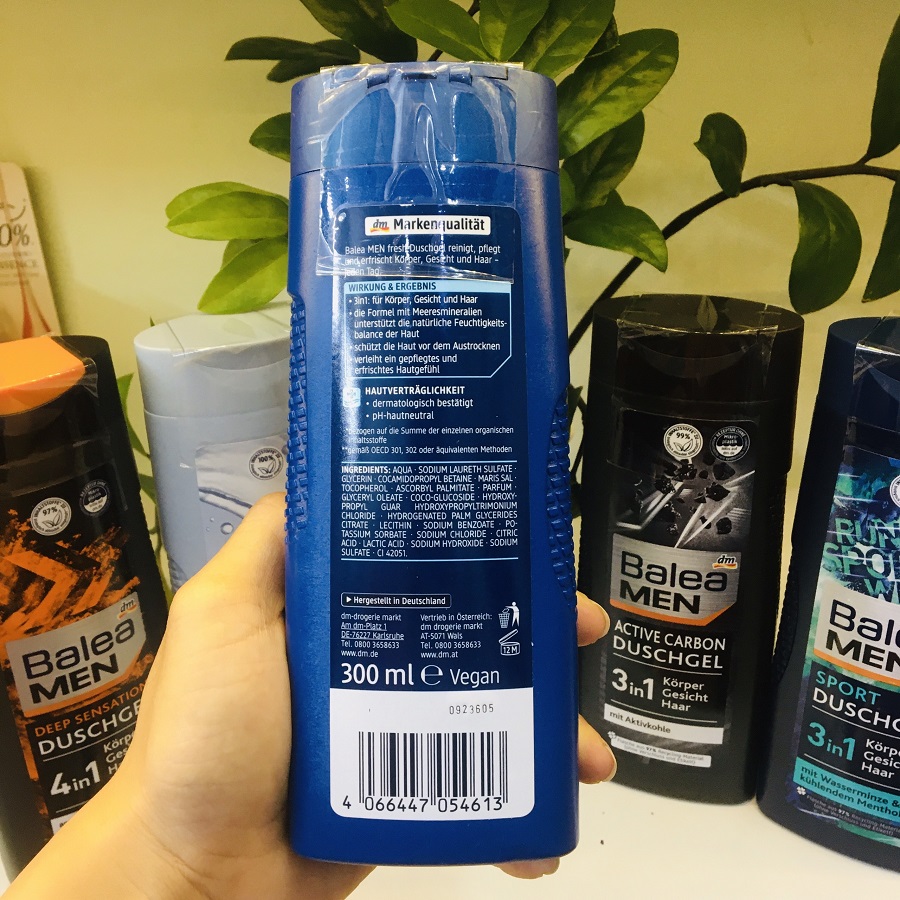 dm Markenqualität
Balea MEN fresh Duschgel reinigt, pflegt
und erfrischt Körper, Gesicht und Haar –
jeden Tag.
WIRKUNG & ERGEBNIS
• 3in1: für Körper, Gesicht und Haar
• die Formel mit Meeresmineralien
unterstützt die natürliche Feuchtigkeits-
balance der Haut
• schützt die Haut vor dem Austrocknen
• verleiht ein gepflegtes und
erfrischtes Hautgefühl
HAUTVERTRÄGLICHKEIT
• dermatologisch bestätigt
• pH-hautneutral
*bezogen auf die Summe der einzelnen organischen
Inhaltsstoffe
**gemäß OECD 301, 302 oder äquivalenten Methoden
INGREDIENTS: AQUA · SODIUM LAURETH SULFATE ·
GLYCERIN · COCAMIDOPROPYL BETAINE · MARIS SAL ·
TOCOPHEROL · ASCORBYL PALMITATE · PARFUM ·
GLYCERYL OLEATE · COCO-GLUCOSIDE · HYDROXY-
PROPYL GUAR HYDROXYPROPYLTRIMONIUM
CHLORIDE · HYDROGENATED PALM GLYCERIDES
CITRATE · LECITHIN · SODIUM BENZOATE · PO-
TASSIUM SORBATE · SODIUM CHLORIDE · CITRIC
ACID · LACTIC ACID · SODIUM HYDROXIDE · SODIUM
SULFATE · CI 42051.
Hergestellt in Deutschland
dm-drogerie markt
Am dm-Platz 1
DE-76227 Karlsruhe
Tel. 0800 3658633
www.dm.de
Vertrieb in Österreich:
dm drogerie markt
AT-5071 Wals
Tel. 0800 3658633
www.dm.at
12 M
300 ml ℮ Vegan
0923605
4 066447 054613
97%
dm
Balea
MEN
DEEP SENSATION
DUSCHGEL
4in1
100%
99%
dm
Balea
MEN
ACTIVE CARBON
DUSCHGEL
3in1 Körper
Gesicht
Haar
mit Aktivkohle
RUN
SPO
Balea
MEN
SPORT
DUSCHG
3in1 Körpe
Gesic
Haar
mit Wasserminze &
kühlendem Menthol